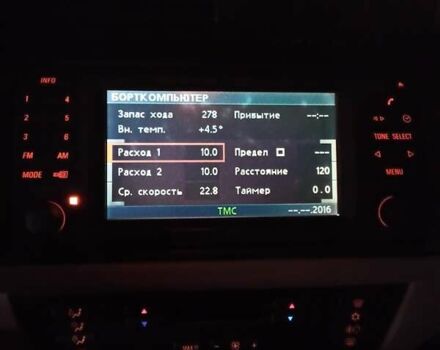 INFO
1 4
2 5
3 6
FM AM
MODE
БОРТКОМПЬЮТЕР
Запас хода 278 Привытие --:--
Вн. темп. +4.5°
Расход 1 10.0 Предел ---
Расход 2 10.0 Расстояние 120
Ср. скорость 22.8 Таймер 0.0
TMC --.--.2016
TONE SELECT
MENU